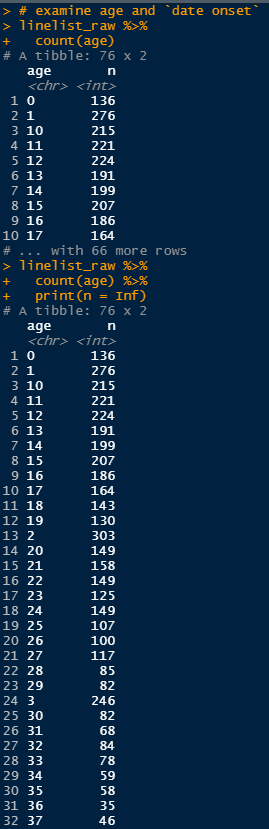 > # examine age and `date onset`
> linelist_raw %>%
+   count(age)
# A tibble: 76 x 2
   age       n
   <chr> <int>
 1 0       136
 2 1       276
 3 10      215
 4 11      221
 5 12      224
 6 13      191
 7 14      199
 8 15      207
 9 16      186
10 17      164
# ... with 66 more rows
> linelist_raw %>%
+   count(age) %>%
+   print(n = Inf)
# A tibble: 76 x 2
   age       n
   <chr> <int>
 1 0       136
 2 1       276
 3 10      215
 4 11      221
 5 12      224
 6 13      191
 7 14      199
 8 15      207
 9 16      186
10 17      164
11 18      143
12 19      130
13 2       303
14 20      149
15 21      158
16 22      149
17 23      125
18 24      149
19 25      107
20 26      100
21 27      117
22 28       85
23 29       82
24 3       246
25 30       82
26 31       68
27 32       84
28 33       78
29 34       59
30 35       58
31 36       35
32 37       46